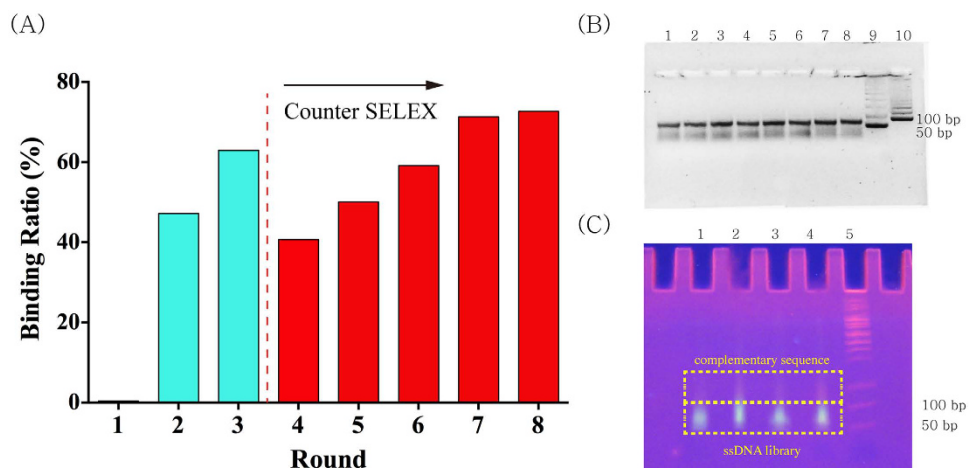 (A)
80
60
40
20
0
Binding Ratio (%)
Counter SELEX
1 2 3 4 5 6 7 8
Round
(B)
1 2 3 4 5 6 7 8 9 10
100 bp
50 bp
(C)
1 2 3 4 5
complementary sequence
100 bp
50 bp
ssDNA library